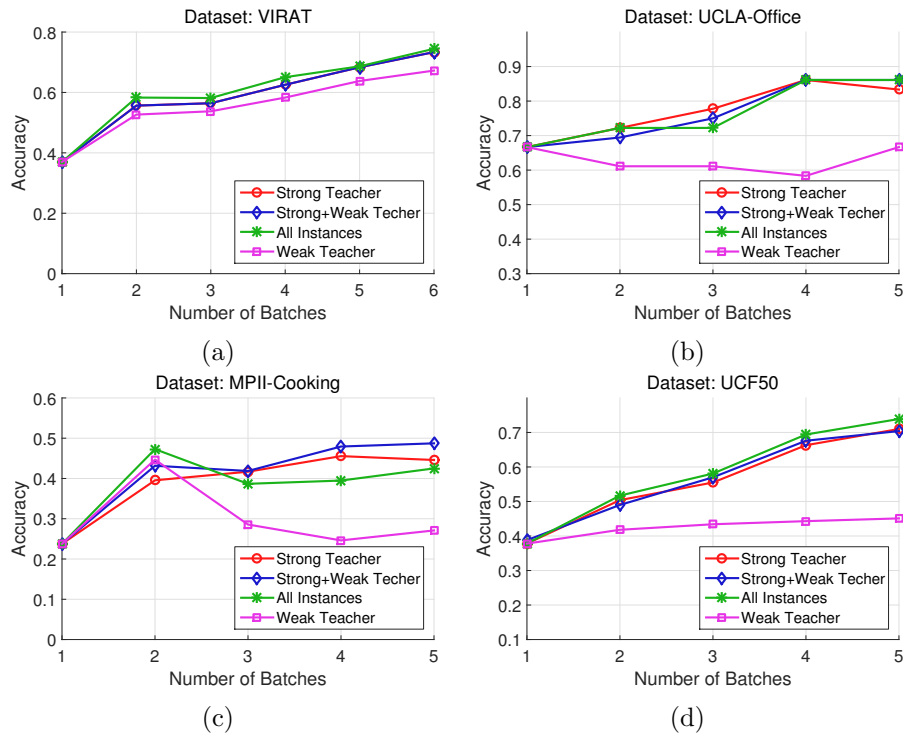 Dataset: VIRAT
Accuracy
0.8
0.6
0.4
0.2
0
Strong Teacher
Strong+Weak Techer
All Instances
Weak Teacher
1 2 3 4 5 6
Number of Batches
(a)
Dataset: UCLA-Office
Accuracy
0.9
0.8
0.7
0.6
0.5
0.4
0.3
Strong Teacher
Strong+Weak Techer
All Instances
Weak Teacher
1 2 3 4 5
Number of Batches
(b)
Dataset: MPII-Cooking
Accuracy
0.6
0.5
0.4
0.3
0.2
0.1
0
Strong Teacher
Strong+Weak Techer
All Instances
Weak Teacher
1 2 3 4 5
Number of Batches
(c)
Dataset: UCF50
Accuracy
0.7
0.6
0.5
0.4
0.3
0.2
0.1
Strong Teacher
Strong+Weak Techer
All Instances
Weak Teacher
1 2 3 4 5
Number of Batches
(d)